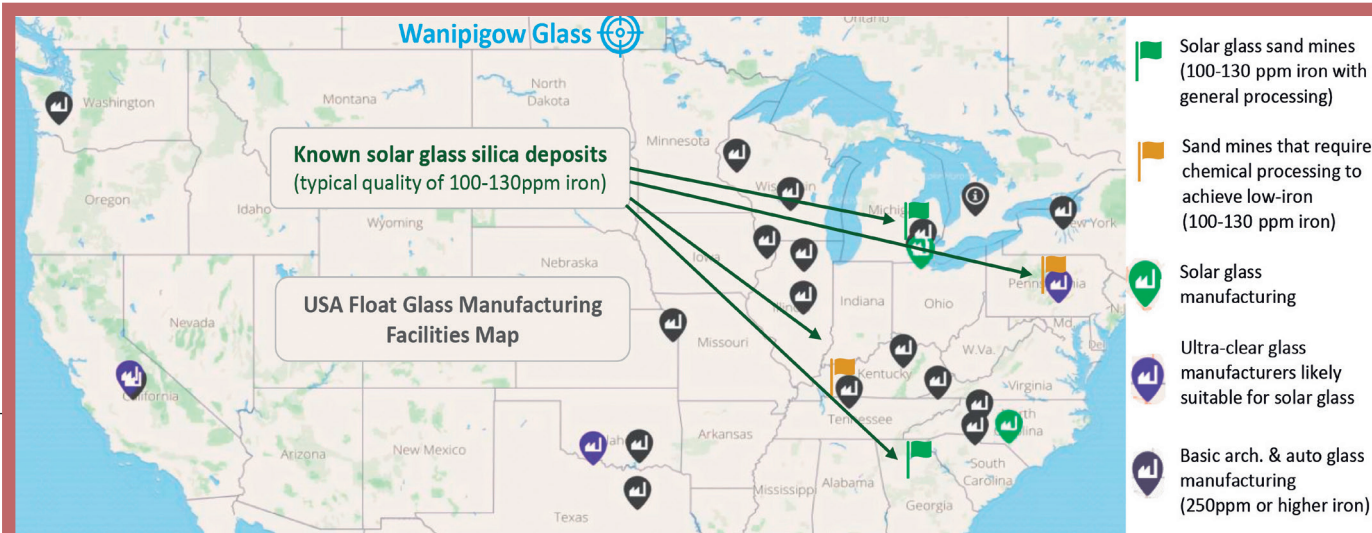 Wanipigow Glass
Ontario
Washington
Montana
North
Dakota
Minnesota
Known solar glass silica deposits
(typical quality of 100-130ppm iron)
Oregon
Idaho
Wyoming
Nebraska
Iowa
USA Float Glass Manufacturing
Facilities Map
Nevada
Indiana
Ohio
Missouri
Kentucky
W.Va.
Md.
Virginia
Tennessee
Arizona
New Mexico
Arkansas
Texas
Mississippi
Alabama
Georgia
South
Carolina
Solar glass sand mines
(100-130 ppm iron with
general processing)
Sand mines that require
chemical processing to
achieve low-iron
(100-130 ppm iron)
Solar glass
manufacturing
Ultra-clear glass
manufacturers likely
suitable for solar glass
Basic arch. & auto glass
manufacturing
(250ppm or higher iron)